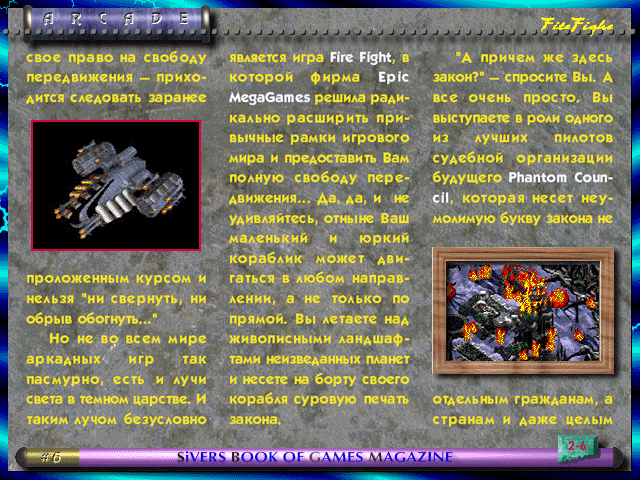 ARCADE
FireFight
свое право на свободу
передвижения — прихо-
дится следовать заранее
проложенным курсом и
нельзя "ни свернуть, ни
обрыв обогнуть..."
Но не во всем мире
аркадных игр так
пасмурно, есть и лучи
света в темном царстве. И
таким лучом безусловно
является игра Fire Fight, в
которой фирма Epic
MegaGames решила ради-
кально расширить при-
вычные рамки игрового
мира и предоставить Вам
полную свободу пере-
движения... Да, да, и не
удивляйтесь, отныне Ваш
маленький и юркий
кораблик может дви-
гаться в любом направ-
лении, а не только по
прямой. Вы летаете над
живописными ландшаф-
тами неизведанных планет
и несете на борту своего
корабля суровую печать
закона.
"А причем же здесь
закон?" — спросите Вы. А
все очень просто. Вы
выступаете в роли одного
из лучших пилотов
судебной организации
будущего Phantom Coun-
cil, которая несет неу-
молимую букву закона не
отдельным гражданам, а
странам и даже целым
#6
SiVERS BOOK OF GAMES MAGAZINE
2-6